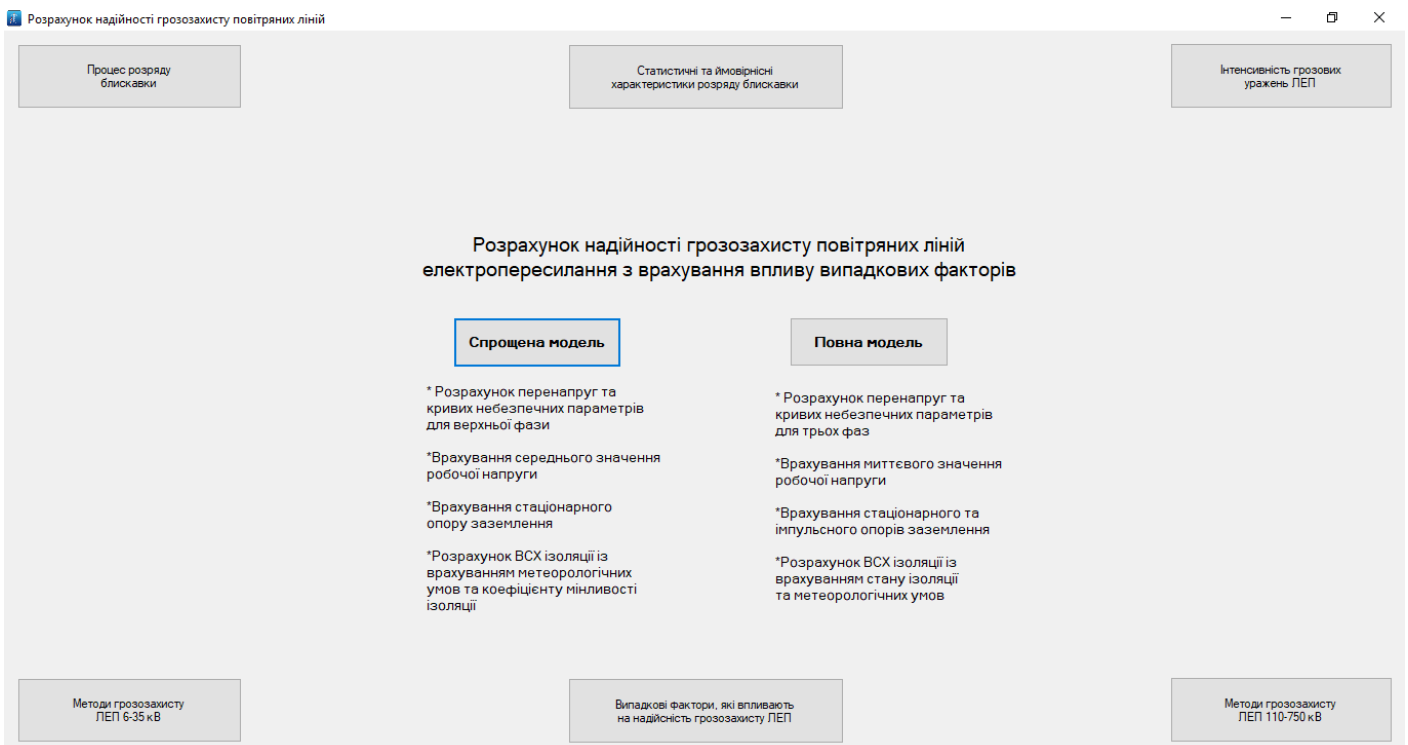 Розрахунок надійності грозозахисту повітряних ліній
Процес розряду
блискавки
Статистичні та ймовірнісні
характеристики розряду блискавки
Інтенсивність грозових
уражень ЛЕП
Розрахунок надійності грозозахисту повітряних ліній
електропересилання з врахування впливу випадкових факторів
Спрощена модель
Повна модель
* Розрахунок перенапруг та
кривих небезпечних параметрів
для верхньої фази
*Врахування середнього значення
робочої напруги
*Врахування стаціонарного
опору заземлення
*Розрахунок ВСХ ізоляції із
врахуванням метеорологічних
умов та коефіцієнту мінливості
ізоляції
* Розрахунок перенапруг та
кривих небезпечних параметрів
для трьох фаз
*Врахування миттєвого значення
робочої напруги
*Врахування стаціонарного та
імпульсного опорів заземлення
*Розрахунок ВСХ ізоляції із
врахуванням стану ізоляції
та метеорологічних умов
Методи грозозахисту
ЛЕП 6-35 кВ
Випадкові фактори, які впливають
на надійсність грозозахисту ЛЕП
Методи грозозахисту
ЛЕП 110-750 кВ